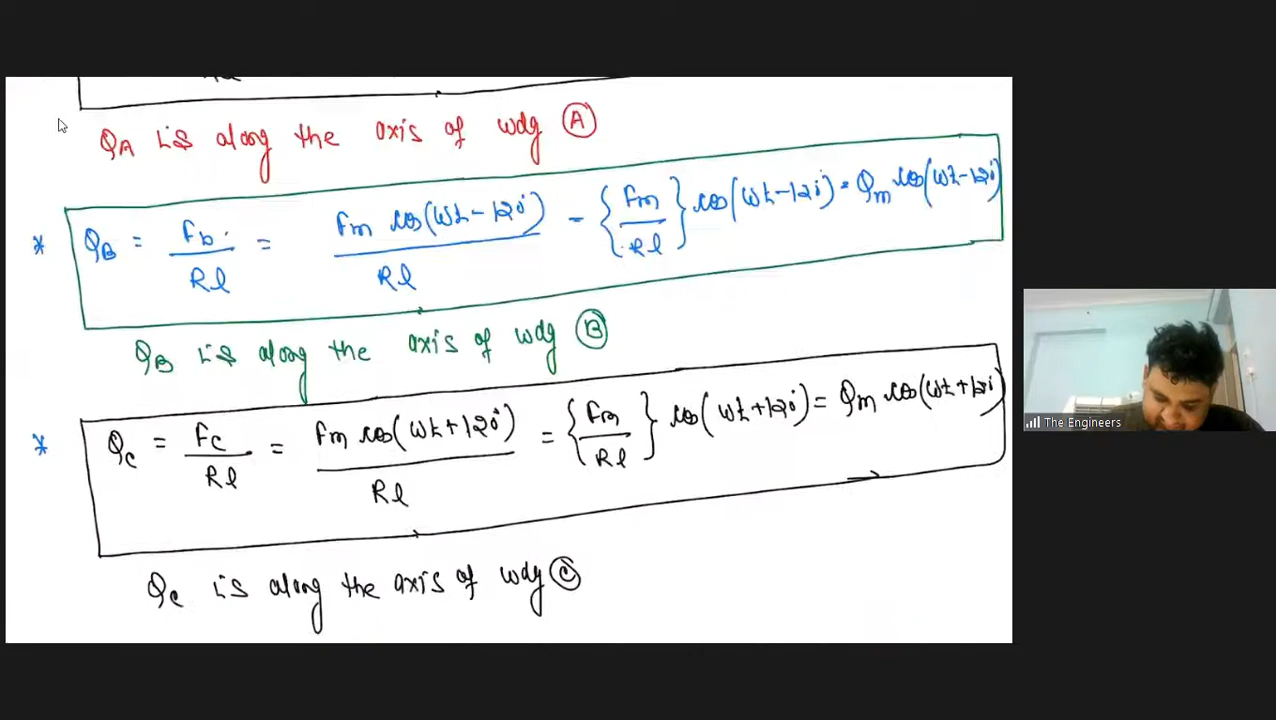 φA is along the axis of wdg Ⓐ
* φB = Fb/Rl = Fm cos(ωt-120°)/Rl = {Fm/Rl} cos(ωt-120°) = φm cos(ωt-120°)
φB is along the axis of wdg Ⓑ
* φc = Fc/Rl = Fm cos(ωt+120°)/Rl = {Fm/Rl} cos(ωt+120°) = φm cos(ωt+120°)
φc is along the axis of wdg Ⓒ
The Engineers